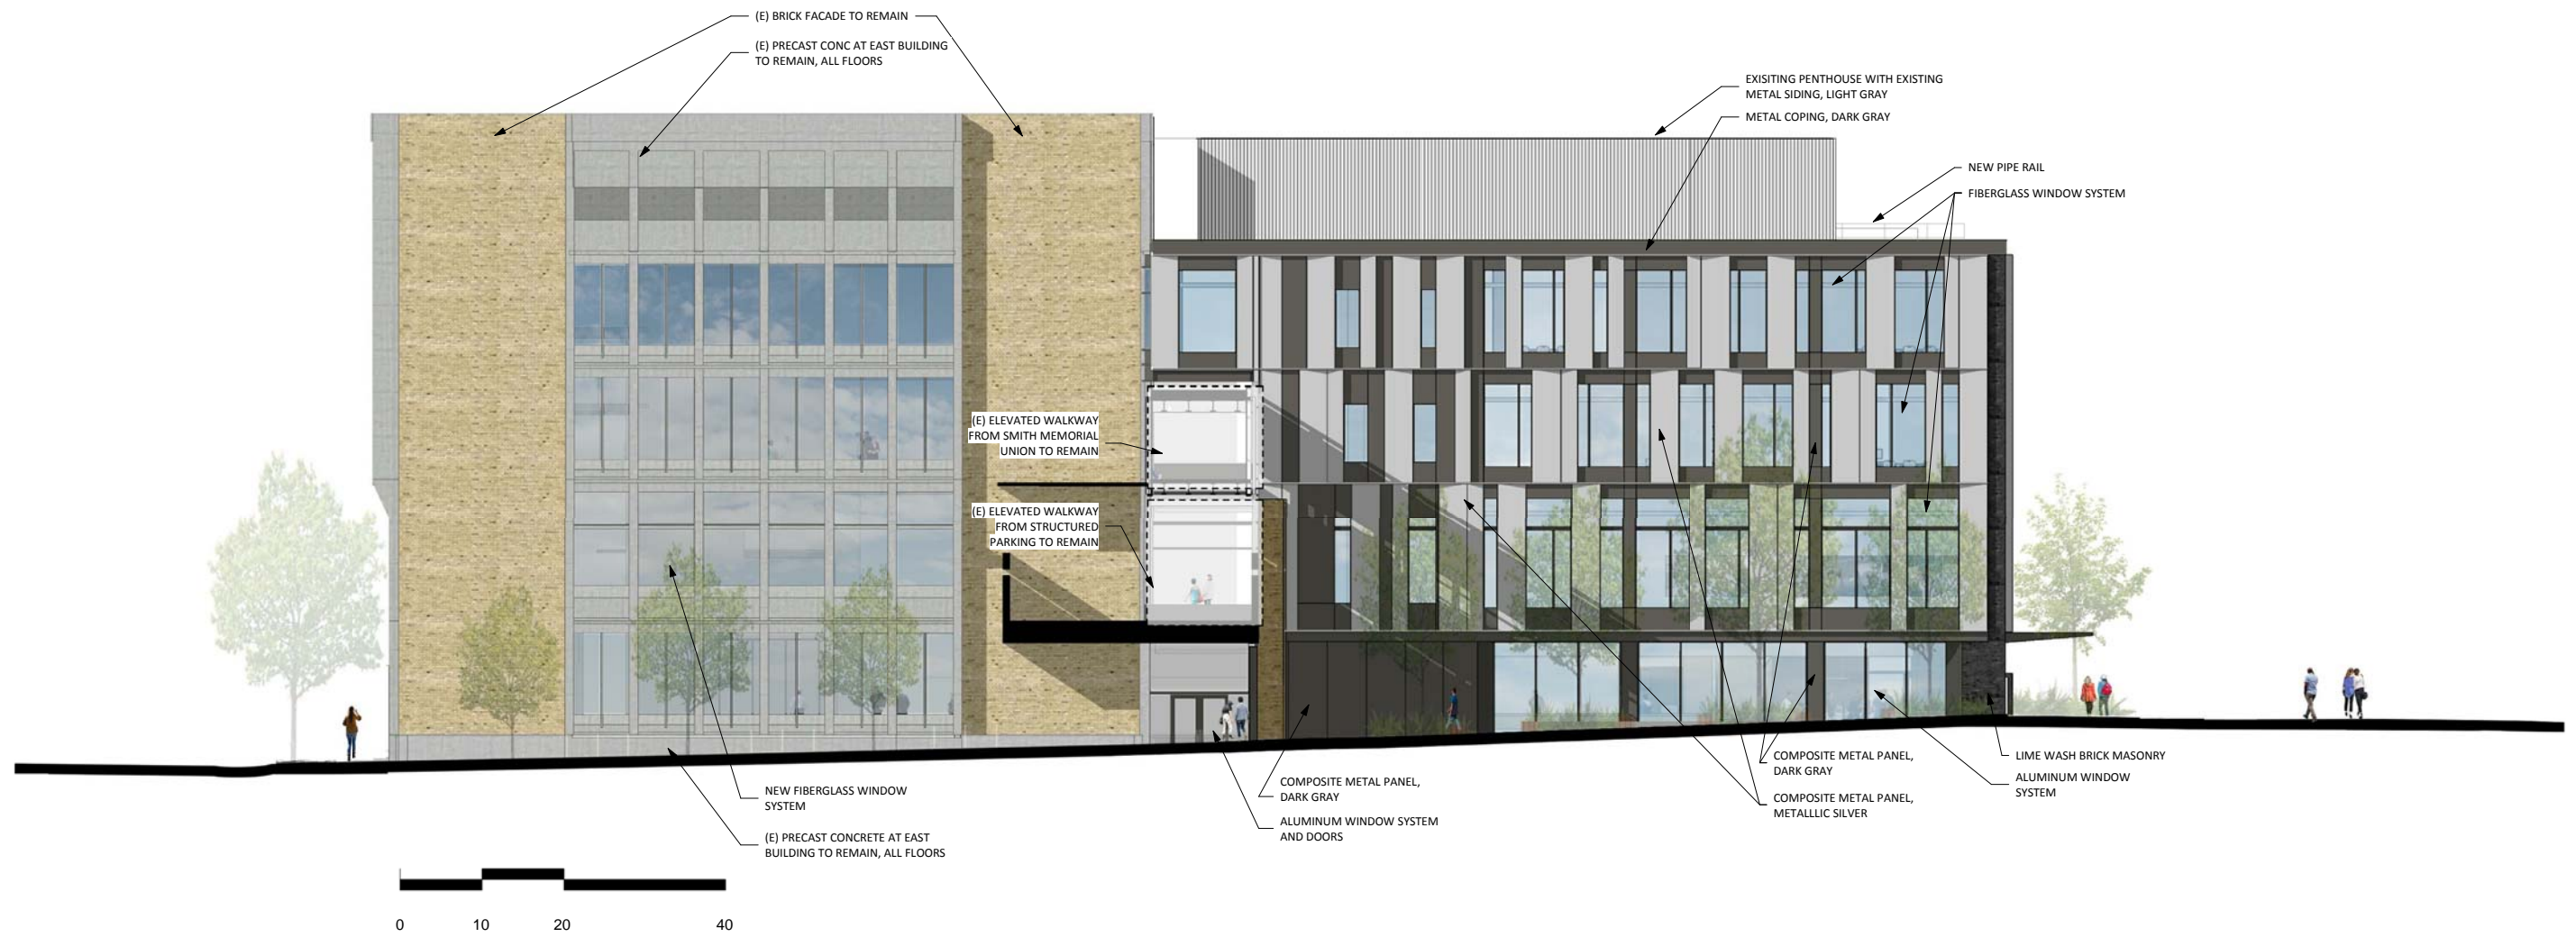 (E) BRICK FACADE TO REMAIN
(E) PRECAST CONC AT EAST BUILDING
TO REMAIN, ALL FLOORS
EXISITING PENTHOUSE WITH EXISTING
METAL SIDING, LIGHT GRAY
METAL COPING, DARK GRAY
NEW PIPE RAIL
FIBERGLASS WINDOW SYSTEM
(E) ELEVATED WALKWAY
FROM SMITH MEMORIAL
UNION TO REMAIN
(E) ELEVATED WALKWAY
FROM STRUCTURED
PARKING TO REMAIN
NEW FIBERGLASS WINDOW
SYSTEM
(E) PRECAST CONCRETE AT EAST
BUILDING TO REMAIN, ALL FLOORS
COMPOSITE METAL PANEL,
DARK GRAY
ALUMINUM WINDOW SYSTEM
AND DOORS
COMPOSITE METAL PANEL,
DARK GRAY
COMPOSITE METAL PANEL,
METALLLIC SILVER
LIME WASH BRICK MASONRY
ALUMINUM WINDOW
SYSTEM
0 10 20 40